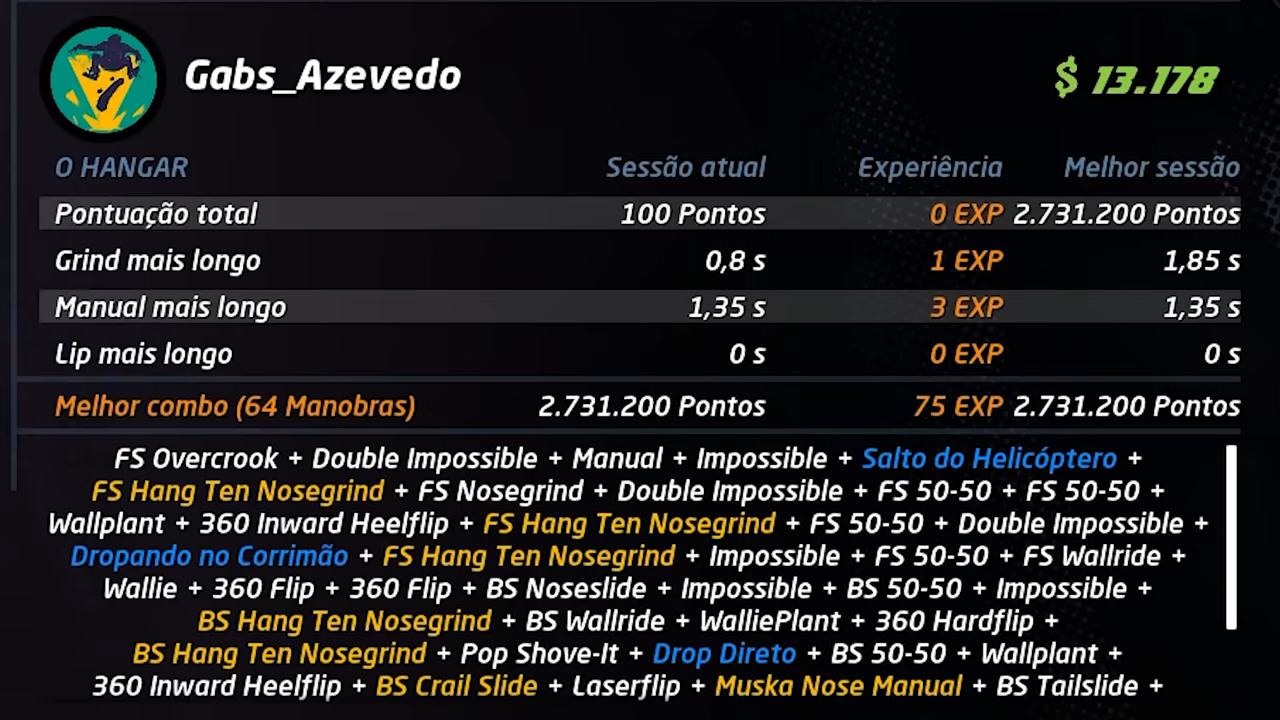 Gabs_Azevedo
$ 13.178
O HANGAR Sessão atual Experiência Melhor sessão
Pontuação total 100 Pontos 0 EXP 2.731.200 Pontos
Grind mais longo 0,8 s 1 EXP 1,85 s
Manual mais longo 1,35 s 3 EXP 1,35 s
Lip mais longo 0 s 0 EXP 0 s
Melhor combo (64 Manobras) 2.731.200 Pontos 75 EXP 2.731.200 Pontos
FS Overcrook + Double Impossible + Manual + Impossible + Salto do Helicóptero +
FS Hang Ten Nosegrind + FS Nosegrind + Double Impossible + FS 50-50 + FS 50-50 +
Wallplant + 360 Inward Heelflip + FS Hang Ten Nosegrind + FS 50-50 + Double Impossible +
Dropando no Corrimão + FS Hang Ten Nosegrind + Impossible + FS 50-50 + FS Wallride +
Wallie + 360 Flip + 360 Flip + BS Noseslide + Impossible + BS 50-50 + Impossible +
BS Hang Ten Nosegrind + BS Wallride + WalliePlant + 360 Hardflip +
BS Hang Ten Nosegrind + Pop Shove-It + Drop Direto + BS 50-50 + Wallplant +
360 Inward Heelflip + BS Crail Slide + Laserflip + Muska Nose Manual + BS Tailslide +